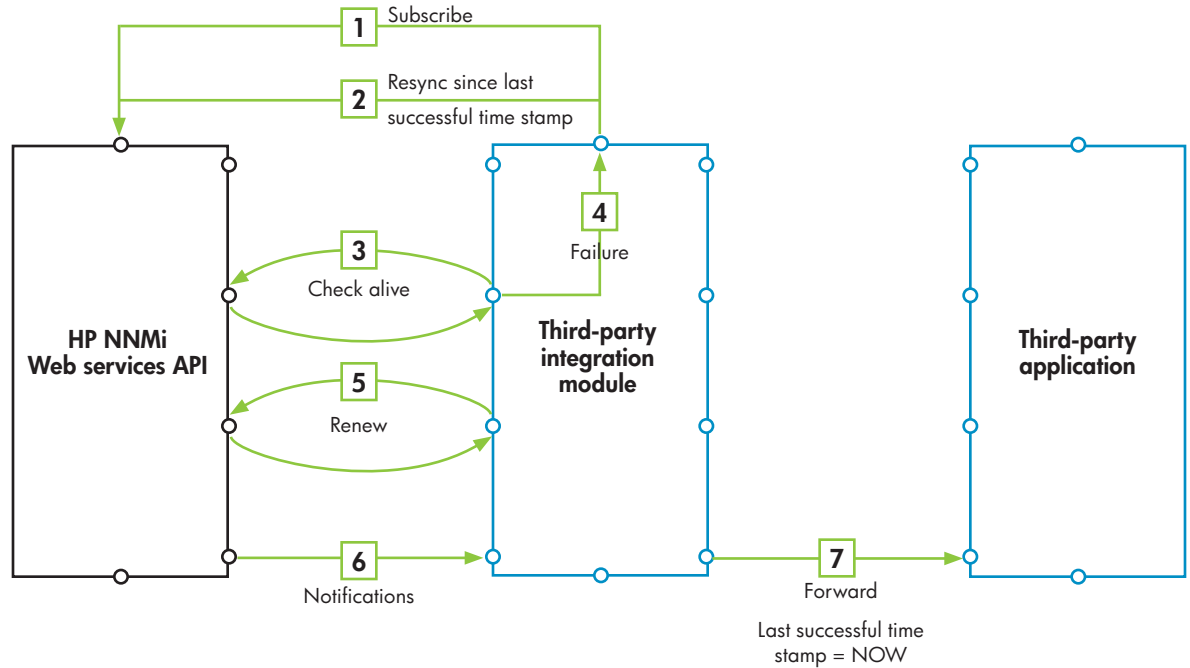 1
Subscribe
2
Resync since last
successful time stamp
3
Check alive
4
Failure
HP NNMi
Web services API
Third-party
integration
module
Third-party
application
5
Renew
6
Notifications
7
Forward
Last successful time
stamp = NOW